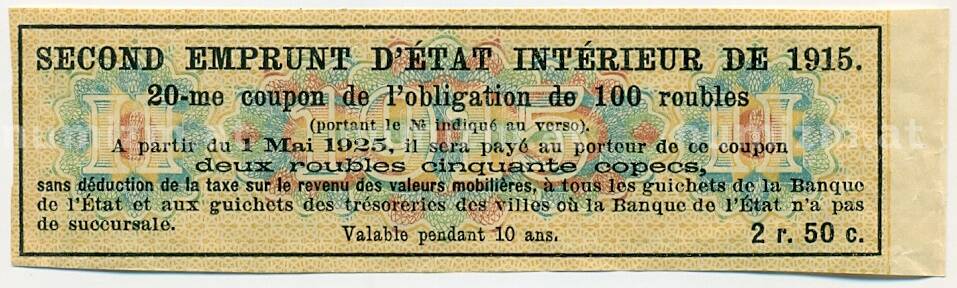 SECOND EMPRUNT D'ÉTAT INTÉRIEUR DE 1915.
20-me coupon de l'obligation de 100 roubles
(portant le № indiqué au verso).
A partir du 1 Mai 1925, il sera payé au porteur de ce coupon
deux roubles cinquante copecs,
sans déduction de la taxe sur le revenu des valeurs mobilières, à tous les guichets de la Banque
de l'État et aux guichets des trésoreries des villes où la Banque de l'État n'a pas
de succursale.
Valable pendant 10 ans.
2 r. 50 c.
II 1915 II